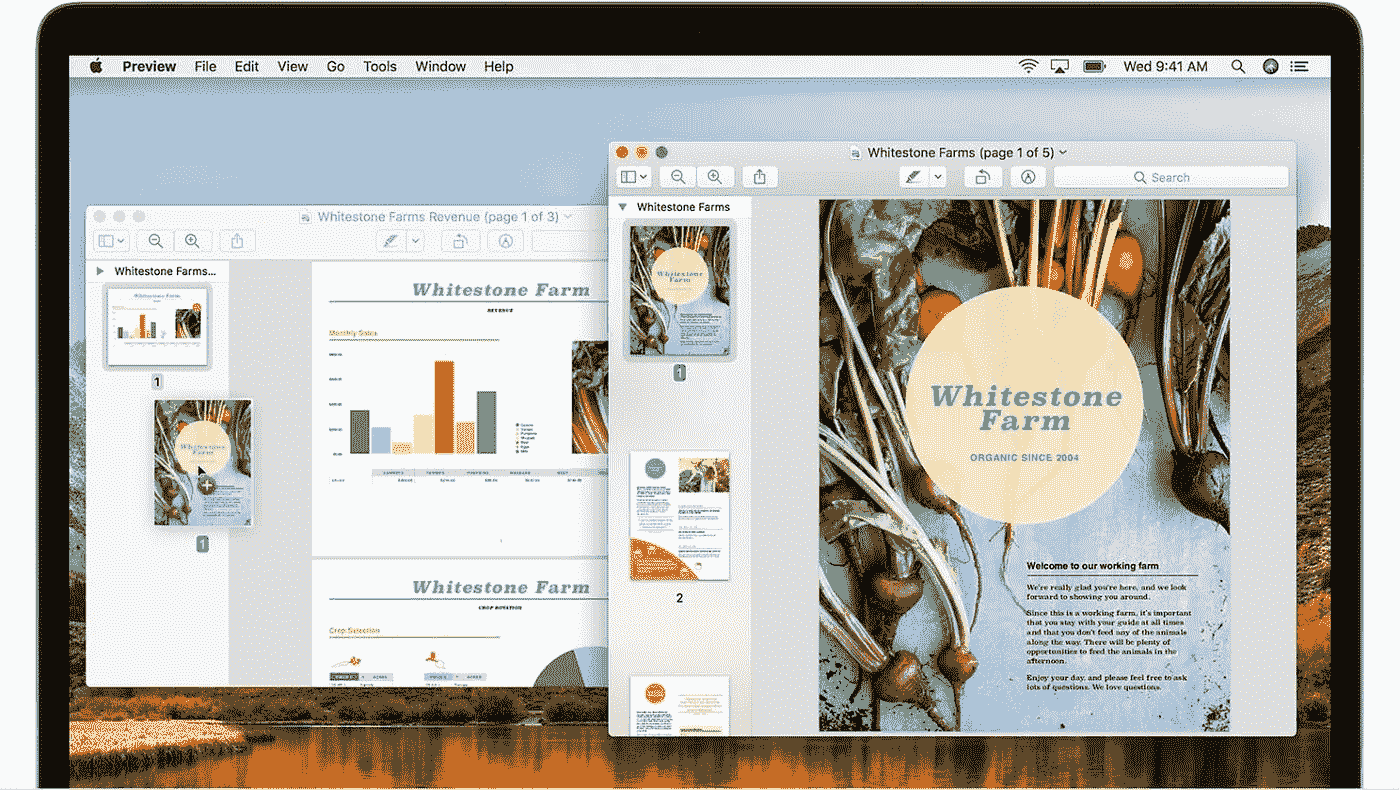 Preview File Edit View Go Tools Window Help
Wed 9:41 AM
Whitestone Farms Revenue (page 1 of 3)
Whitestone Farms...
1
1
Whitestone Farm
REVENUE
Monthly Sales
Whitestone Farm
CROP ROTATION
Crop Selection
Whitestone Farms (page 1 of 5)
Search
Whitestone Farms
Whitestone
Farm
1
2
Whitestone
Farm
ORGANIC SINCE 2004
Welcome to our working farm
We're really glad you're here, and we look
forward to showing you around.
Since this is a working farm, it's important
that you stay with your guide at all times
and that you don't feed any of the animals
along the way. There will be plenty of
opportunities to feed the animals in the
afternoon.
Enjoy your day, and please feel free to ask
lots of questions. We love questions.